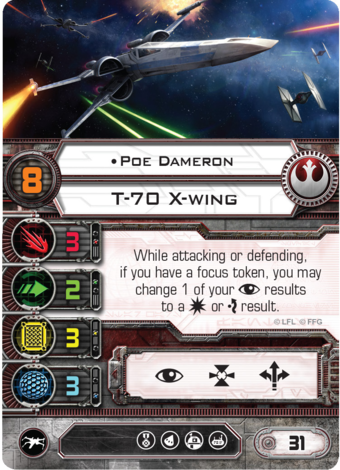 •POE DAMERON
8
T-70 X-WING
3
While attacking or defending,
if you have a focus token, you may
change 1 of your results
to a or result.
2
© LFL © FFG
3
3
31